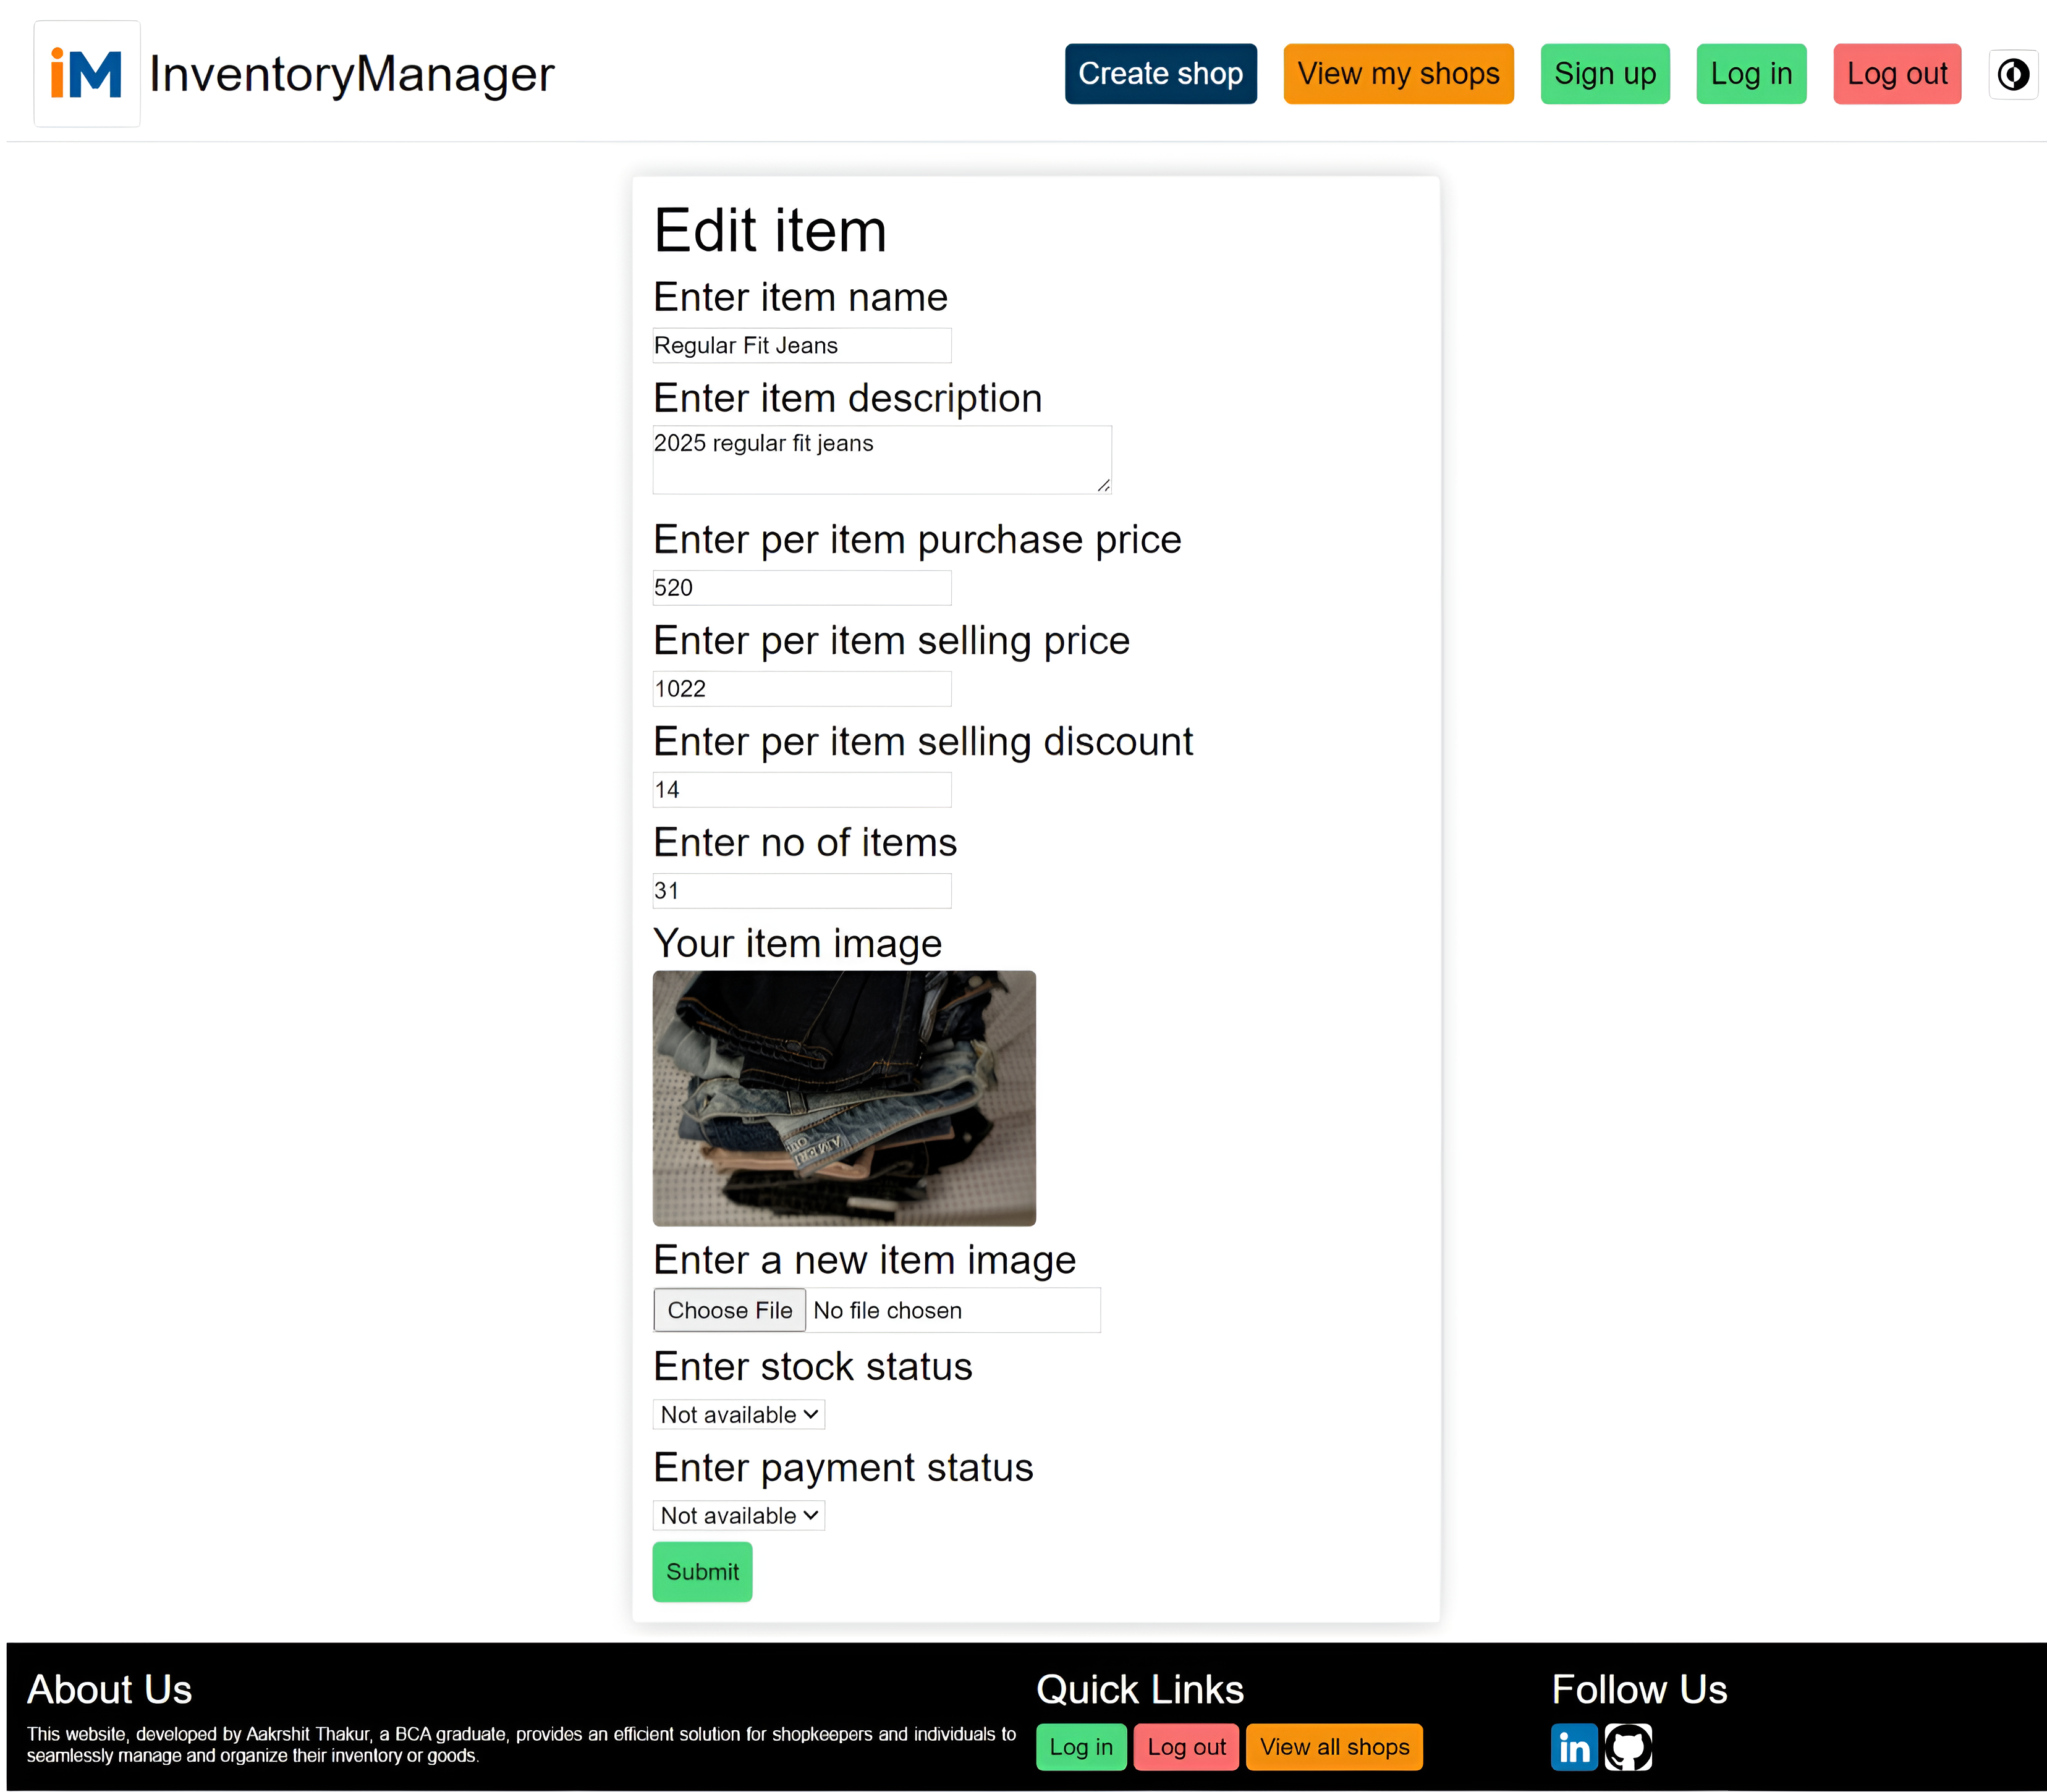 iM InventoryManager Create shop View my shops Sign up Log in Log out
Edit item
Enter item name
Regular Fit Jeans
Enter item description
2025 regular fit jeans
Enter per item purchase price
520
Enter per item selling price
1022
Enter per item selling discount
14
Enter no of items
31
Your item image
AMERI
Enter a new item image
Choose File No file chosen
Enter stock status
Not available
Enter payment status
Not available
Submit
About Us
This website, developed by Aakrshit Thakur, a BCA graduate, provides an efficient solution for shopkeepers and individuals to
seamlessly manage and organize their inventory or goods.
Quick Links
Log in Log out View all shops
Follow Us
in